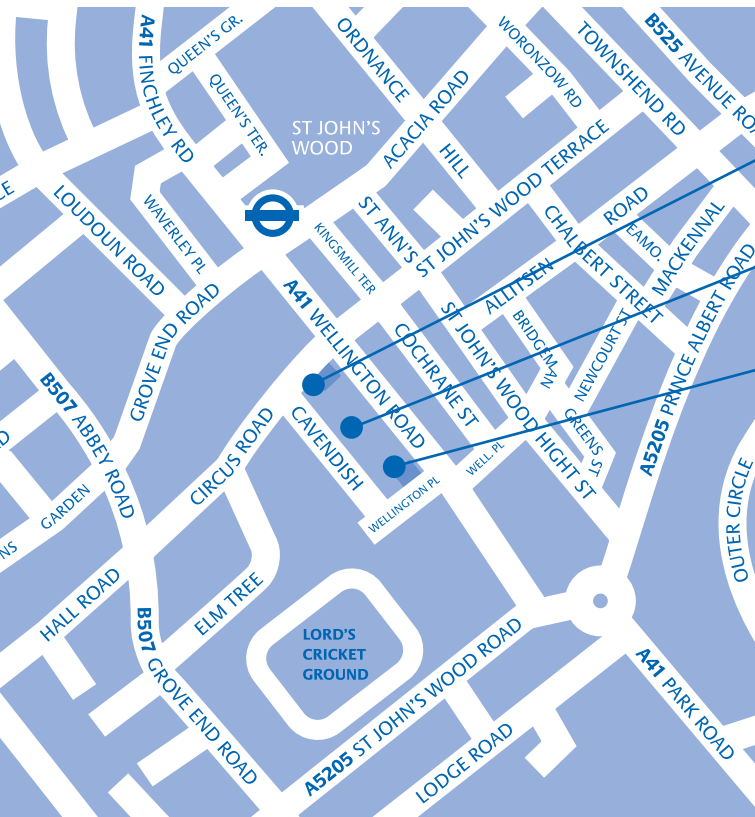 A41 FINCHLEY RD
QUEEN'S GR.
QUEEN'S TER.
ORDNANCE
HILL
ACACIA ROAD
WORONZOW RD
TOWNSHEND RD
B525 AVENUE RO
ST JOHN'S
WOOD
CE
LOUDOUN ROAD
WAVERLEY PL
KINGSMILL TER
ST ANN'S
ST JOHN'S WOOD TERRACE
ALLITSEN ROAD
CHALBERT STREET
EAMO.
MACKENNAL
NEWCOURT ST
A5205 PRINCE ALBERT ROAD
GROVE END ROAD
A41 WELLINGTON ROAD
COCHRANE ST
ST JOHN'S WOOD HIGHT ST
BRIDGEMAN
GREENS ST
B507 ABBEY ROAD
CIRCUS ROAD
CAVENDISH
WELL. PL
WELLINGTON PL
GARDEN
NS
OUTER CIRCLE
HALL ROAD
ELM TREE
B507 GROVE END ROAD
LORD'S
CRICKET
GROUND
A5205 ST JOHN'S WOOD ROAD
LODGE ROAD
A41 PARK ROAD